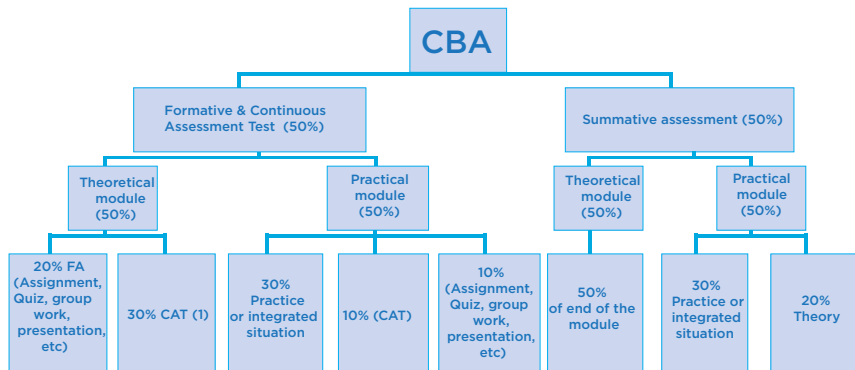 CBA
Formative & Continuous
Assessment Test (50%)
Summative assessment (50%)
Theoretical
module
(50%)
Practical
module
(50%)
Theoretical
module
(50%)
Practical
module
(50%)
20% FA
(Assignment,
Quiz, group
work,
presentation,
etc)
30% CAT (1)
30%
Practice
or integrated
situation
10% (CAT)
10%
(Assignment,
Quiz, group
work,
presentation,
etc)
50%
of end of the
module
30%
Practice or
integrated
situation
20%
Theory